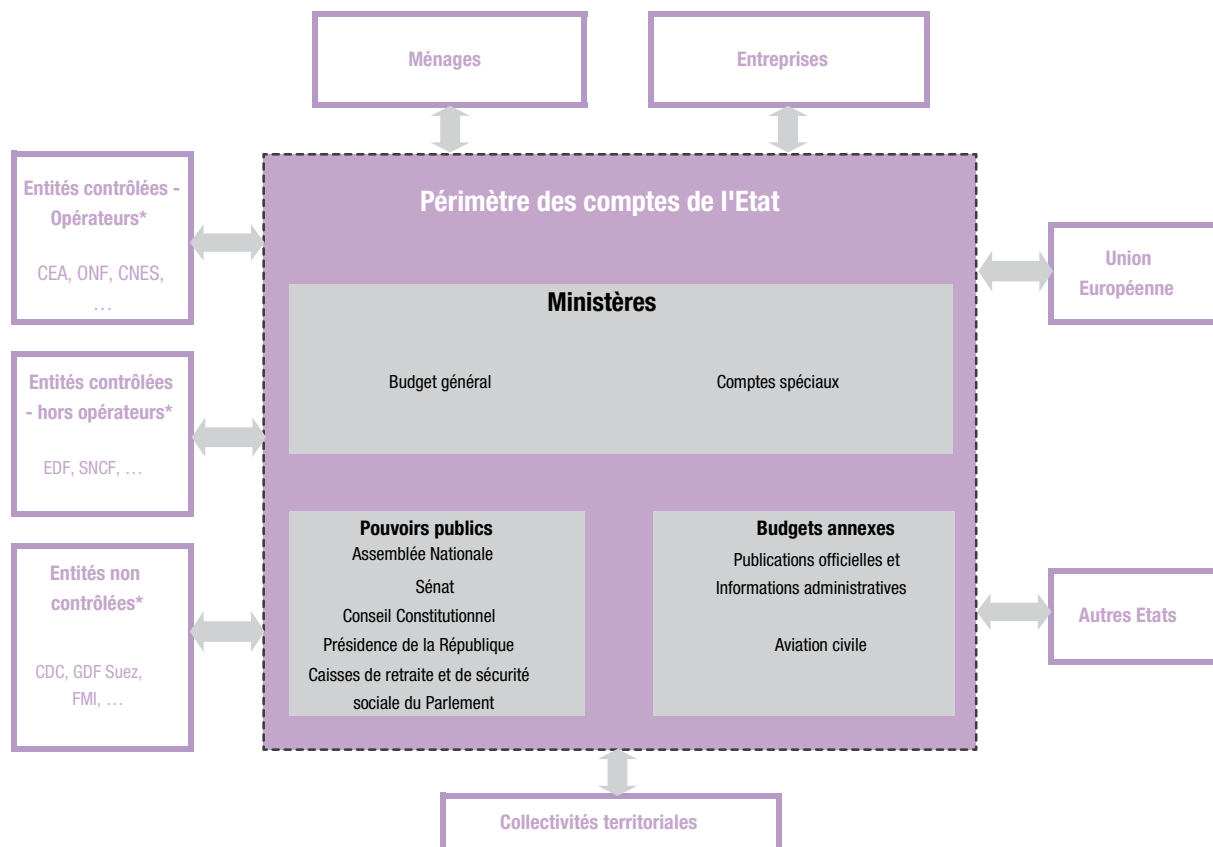 Ménages
Entreprises
Entités contrôlées -
Opérateurs*
CEA, ONF, CNES,
…
Entités contrôlées
- hors opérateurs*
EDF, SNCF, …
Entités non
contrôlées*
CDC, GDF Suez,
FMI, …
Périmètre des comptes de l'Etat
Ministères
Budget général
Comptes spéciaux
Pouvoirs publics
Assemblée Nationale
Sénat
Conseil Constitutionnel
Présidence de la République
Caisses de retraite et de sécurité
sociale du Parlement
Budgets annexes
Publications officielles et
Informations administratives
Aviation civile
Union
Européenne
Autres Etats
Collectivités territoriales